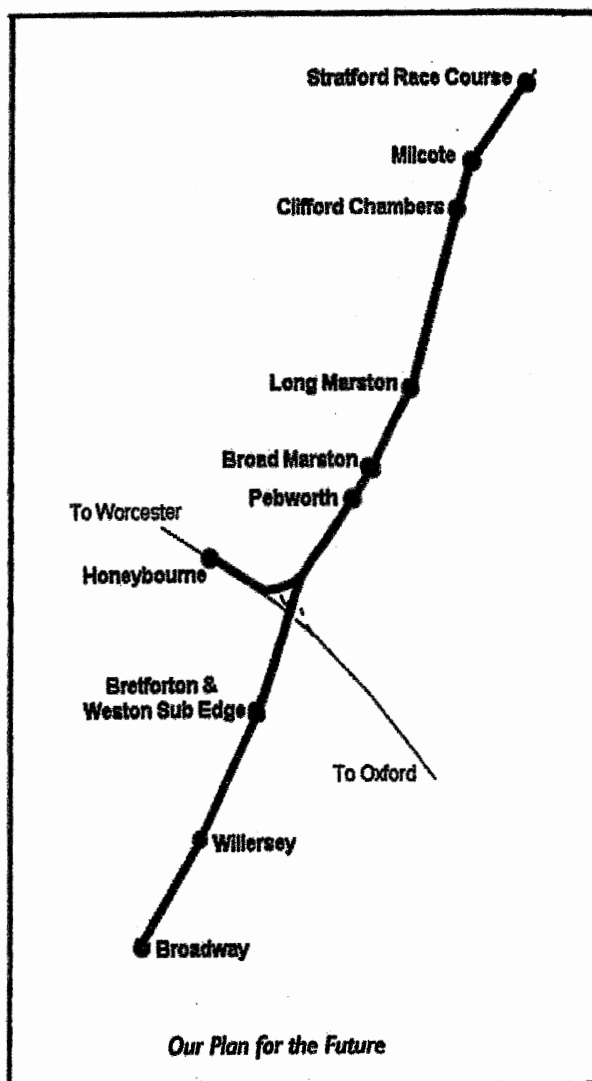 Stratford Race Course
Milcote
Clifford Chambers
Long Marston
Broad Marston
Pebworth
To Worcester
Honeybourne
Bretforton &
Weston Sub Edge
To Oxford
Willersey
Broadway
Our Plan for the Future